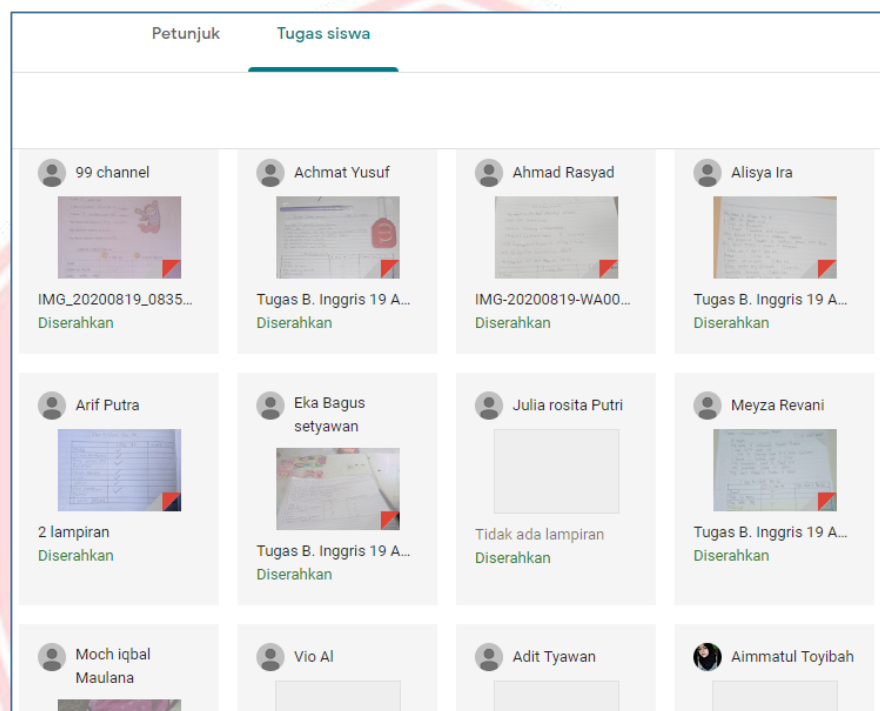 Petunjuk Tugas siswa
99 channel
IMG_20200819_0835...
Diserahkan
Achmat Yusuf
Tugas B. Inggris 19 A...
Diserahkan
Ahmad Rasyad
IMG-20200819-WA00...
Diserahkan
Alisya Ira
Tugas B. Inggris 19 A...
Diserahkan
Arif Putra
2 lampiran
Diserahkan
Eka Bagus
setyawan
Tugas B. Inggris 19 A...
Diserahkan
Julia rosita Putri
Tidak ada lampiran
Diserahkan
Meyza Revani
Tugas B. Inggris 19 A...
Diserahkan
Moch iqbal
Maulana
Vio Al
Adit Tyawan
Aimmatul Toyibah